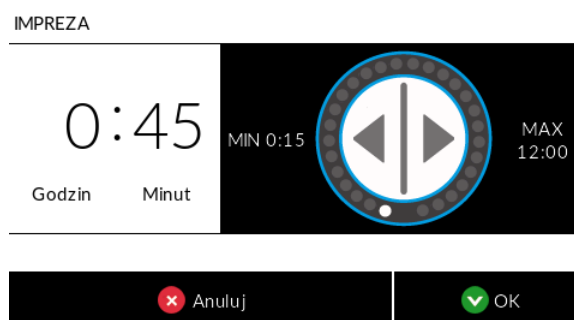 IMPREZA
0:45
Godzin Minut
MIN 0:15
MAX
12:00
Anuluj
OK